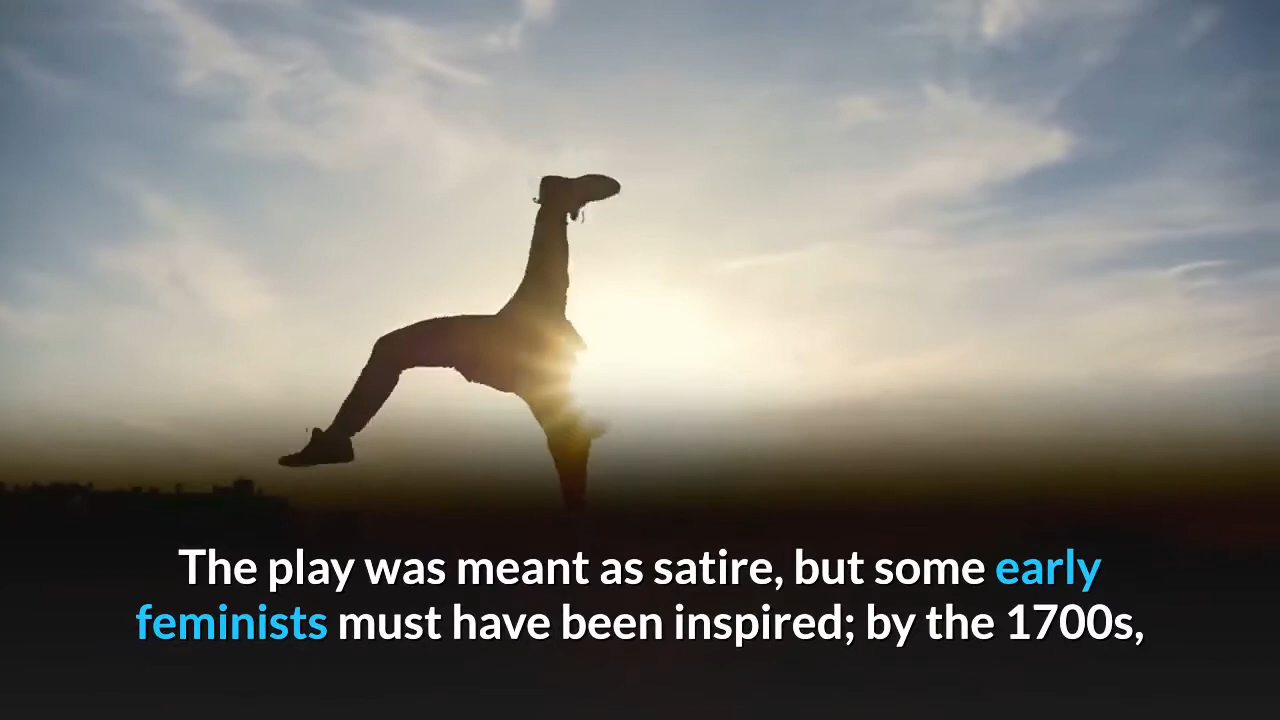 The play was meant as satire, but some early
feminists must have been inspired; by the 1700s,